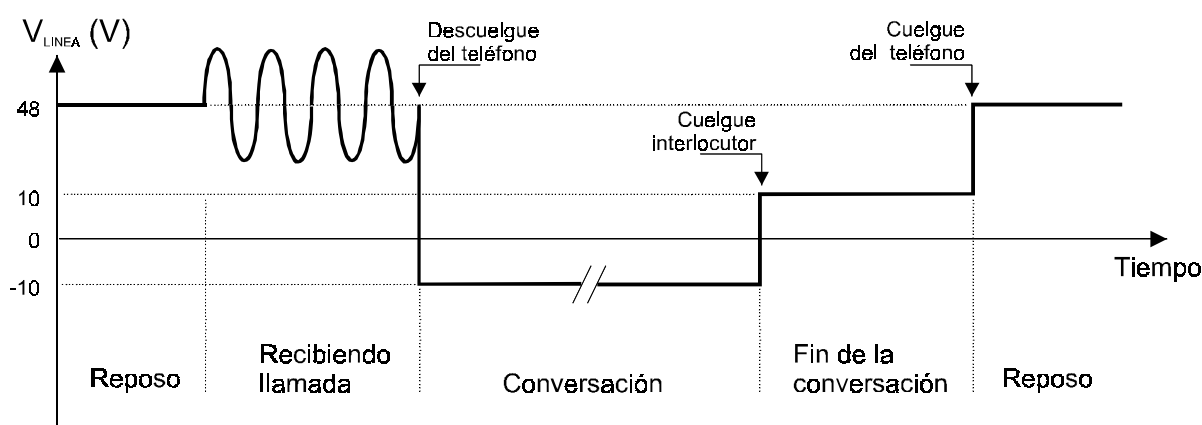 V LINEA (V)
Descuelgue
del teléfono
Cuelgue
del teléfono
48
Cuelgue
interlocutor
10
0
Tiempo
-10
Reposo
Recibiendo
llamada
Conversación
Fin de la
conversación
Reposo